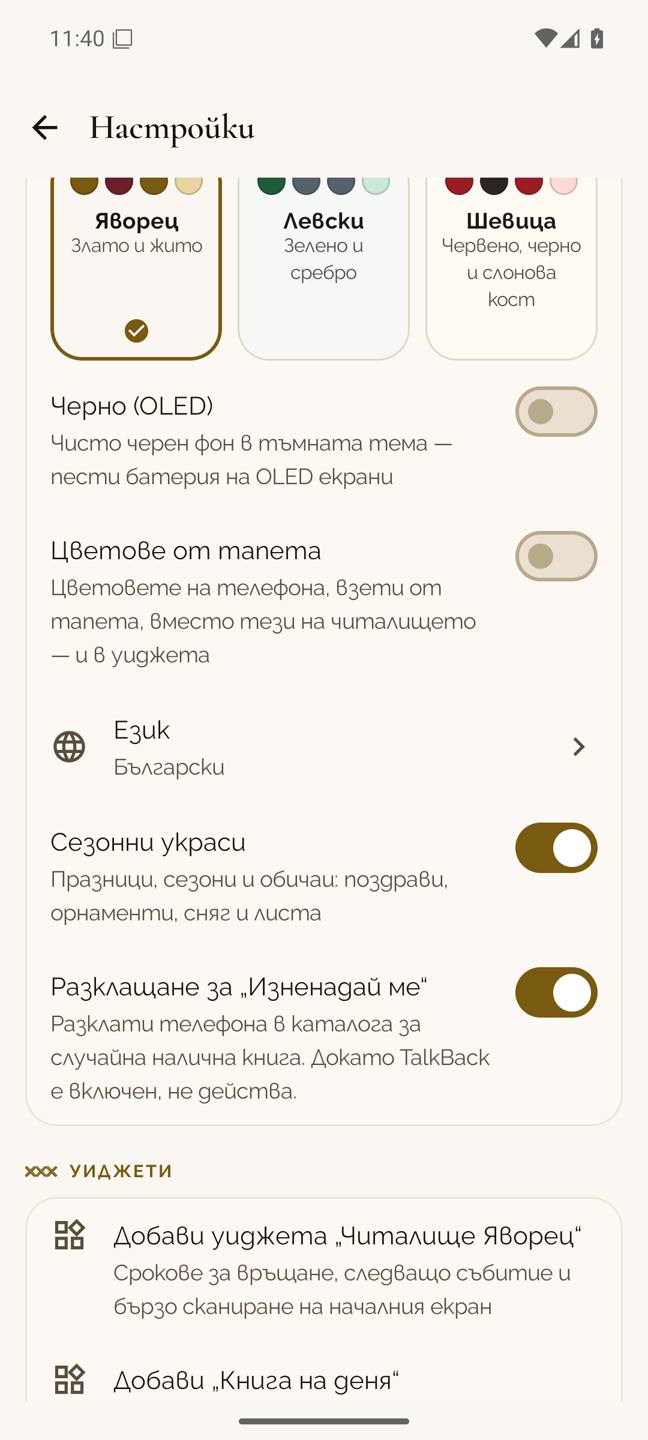 11:40
Настройки
Яворец
Злато и жито
Левски
Зелено и
сребро
Шевица
Червено, черно
и слонова
кост
Черно (OLED)
Чисто черен фон в тъмната тема —
пести батерия на OLED екрани
Цветове от тапета
Цветовете на телефона, взети от
тапета, вместо тези на читалището
— и в уиджета
Език
Български
Сезонни украси
Празници, сезони и обичаи: поздрави,
орнаменти, сняг и листа
Разклащане за „Изненадай ме“
Разклати телефона в каталога за
случайна налична книга. Докато TalkBack
е включен, не действа.
УИДЖЕТИ
Добави уиджета „Читалище Яворец“
Срокове за връщане, следващо събитие и
бързо сканиране на началния екран
Добави „Книга на деня“